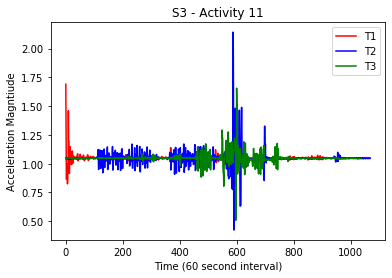 S3 - Activity 11
T1
T2
T3
2.00
1.75
1.50
1.25
1.00
0.75
0.50
Acceleration Magntiude
0
200
400
600
800
1000
Time (60 second interval)